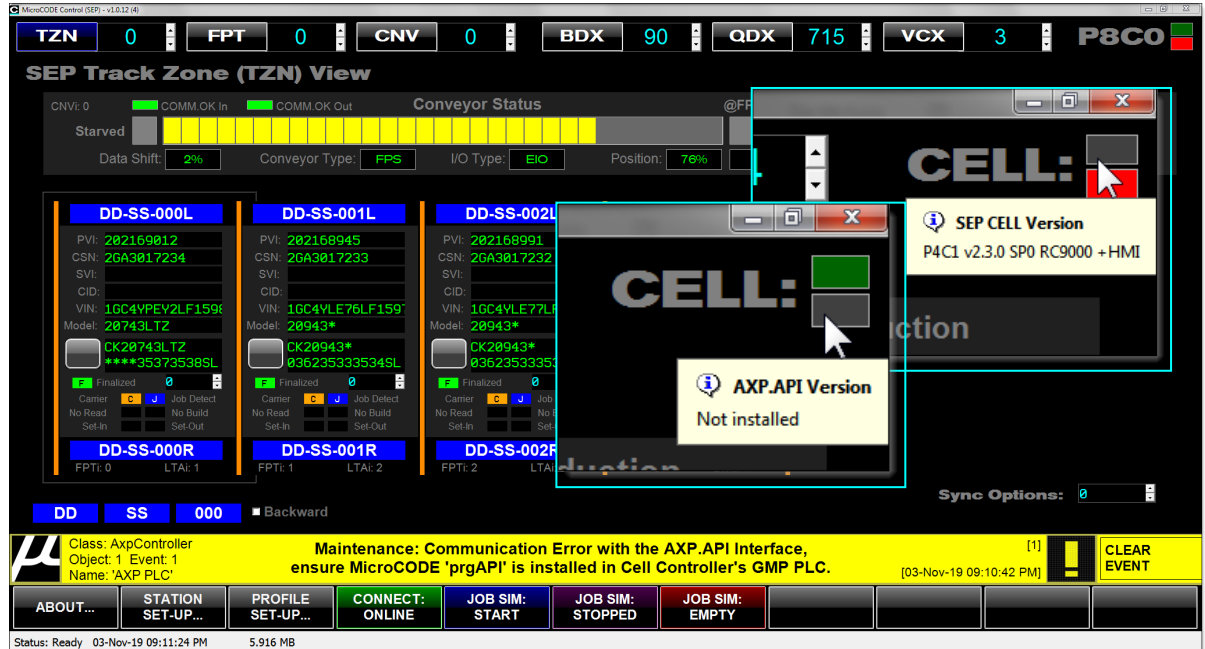 MicroCODE Control (SEP) - v1.0.12 (4)
TZN 0 FPT 0 CNV 0 BDX 90 QDX 715 VCX 3 P8C0
SEP Track Zone (TZN) View
CNVi: 0 COMM.OK In COMM.OK Out Conveyor Status
Starved
Data Shift: 2% Conveyor Type: FPS I/O Type: EIO Position: 76%
CELL:
SEP CELL Version
P4C1 v2.3.0 SP0 RC9000 +HMI
CELL:
AXP.API Version
Not installed
DD-SS-000L DD-SS-001L DD-SS-002L
PVI: 202169012 PVI: 202168945 PVI: 202168991
CSN: 2GA3017234 CSN: 2GA3017233 CSN: 2GA3017232
SVI: SVI: SVI:
CID: CID: CID:
VIN: 1GC4YPEY2LF1598 VIN: 1GC4YLE76LF1597 VIN: 1GC4YLE77LF
Model: 20743LTZ Model: 20943* Model: 20943*
CK20743LTZ CK20943* CK20943*
****35373538SL 036235333534SL 03623533353
F Finalized 0 F Finalized 0 F Finalized 0
Carrier C J Job Detect Carrier C J Job Detect Carrier C J Job
No Read No Build No Read No Build No Read
Set-In Set-Out Set-In Set-Out Set-In
DD-SS-000R DD-SS-001R DD-SS-002R
FPTi: 0 LTAi: 1 FPTi: 1 LTAi: 2 FPTi: 2
Sync Options: 0
DD SS 000 Backward
Class: AxpController
Object: 1 Event: 1
Name: 'AXP PLC'
Maintenance: Communication Error with the AXP.API Interface,
ensure MicroCODE 'prgAPI' is installed in Cell Controller's GMP PLC.
[1]
[03-Nov-19 09:10:42 PM]
CLEAR
EVENT
ABOUT...
STATION
SET-UP...
PROFILE
SET-UP...
CONNECT:
ONLINE
JOB SIM:
START
JOB SIM:
STOPPED
JOB SIM:
EMPTY
Status: Ready 03-Nov-19 09:11:24 PM 5.916 MB